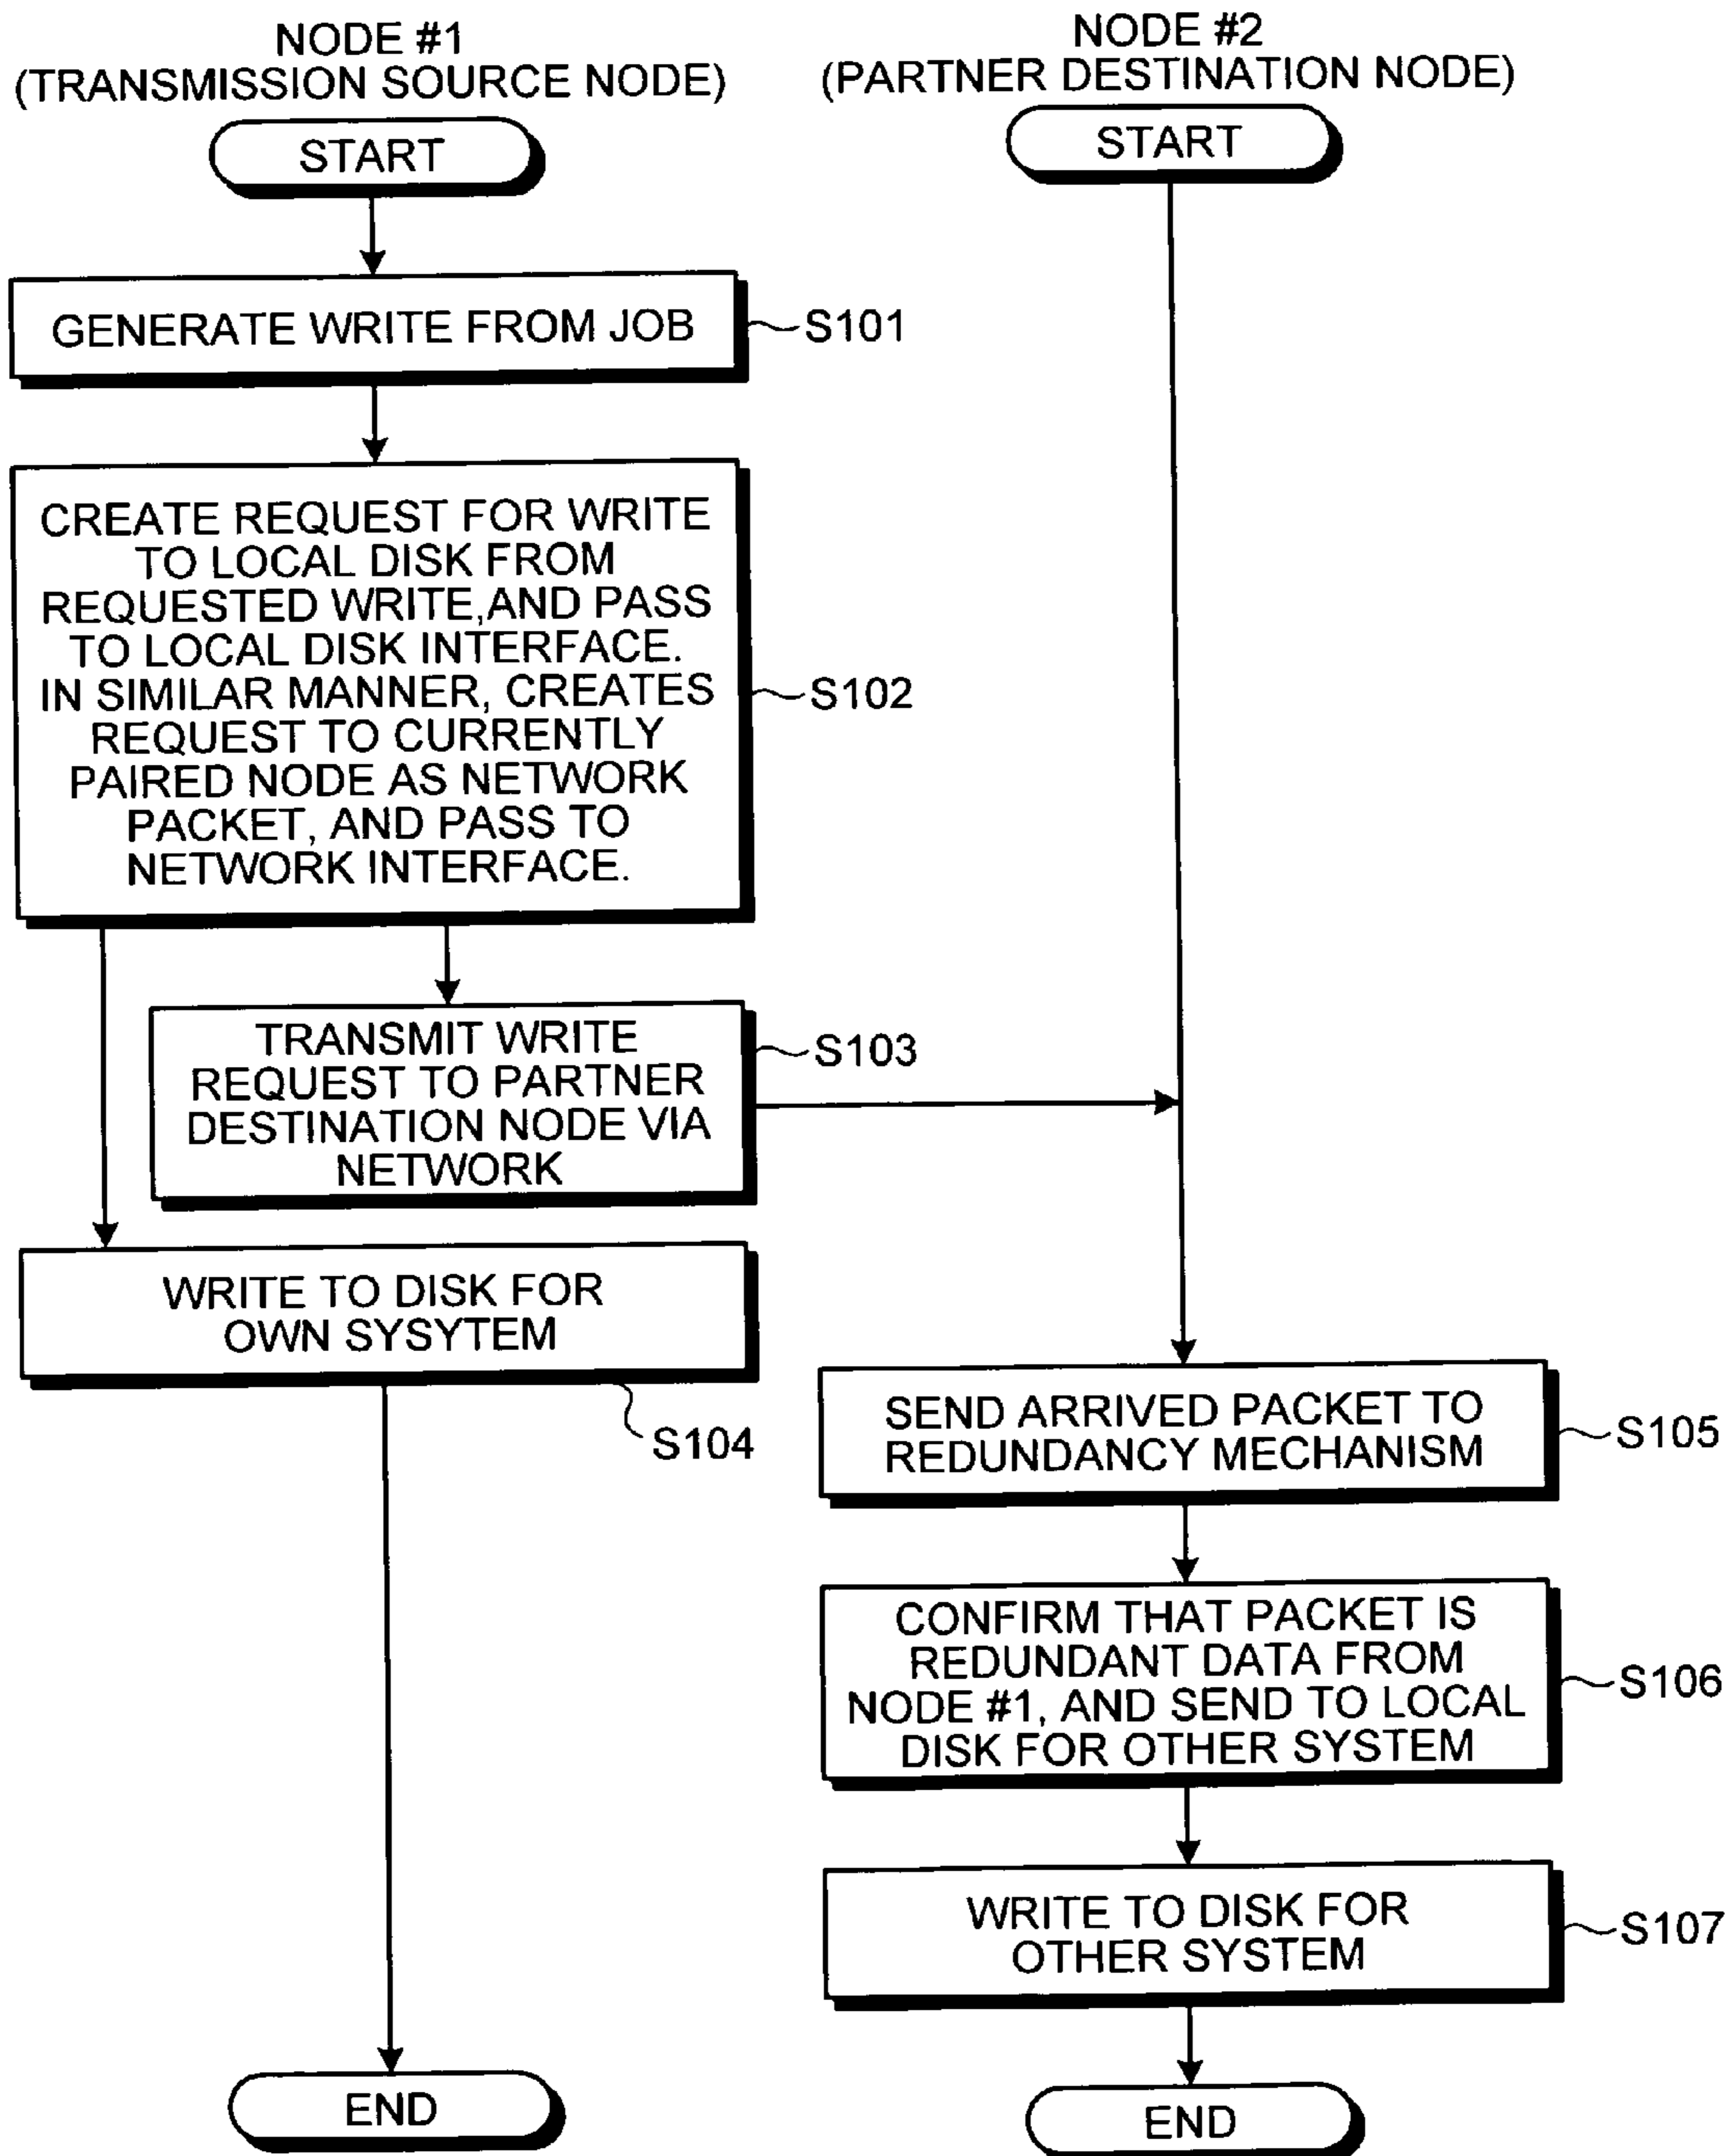 NODE #1
(TRANSMISSION SOURCE NODE)
START
GENERATE WRITE FROM JOB
S101
CREATE REQUEST FOR WRITE
TO LOCAL DISK FROM
REQUESTED WRITE,AND PASS
TO LOCAL DISK INTERFACE.
IN SIMILAR MANNER, CREATES
REQUEST TO CURRENTLY
PAIRED NODE AS NETWORK
PACKET, AND PASS TO
NETWORK INTERFACE.
S102
TRANSMIT WRITE
REQUEST TO PARTNER
DESTINATION NODE VIA
NETWORK
S103
WRITE TO DISK FOR
OWN SYSYTEM
S104
END
NODE #2
(PARTNER DESTINATION NODE)
START
SEND ARRIVED PACKET TO
REDUNDANCY MECHANISM
S105
CONFIRM THAT PACKET IS
REDUNDANT DATA FROM
NODE #1, AND SEND TO LOCAL
DISK FOR OTHER SYSTEM
S106
WRITE TO DISK FOR
OTHER SYSTEM
S107
END